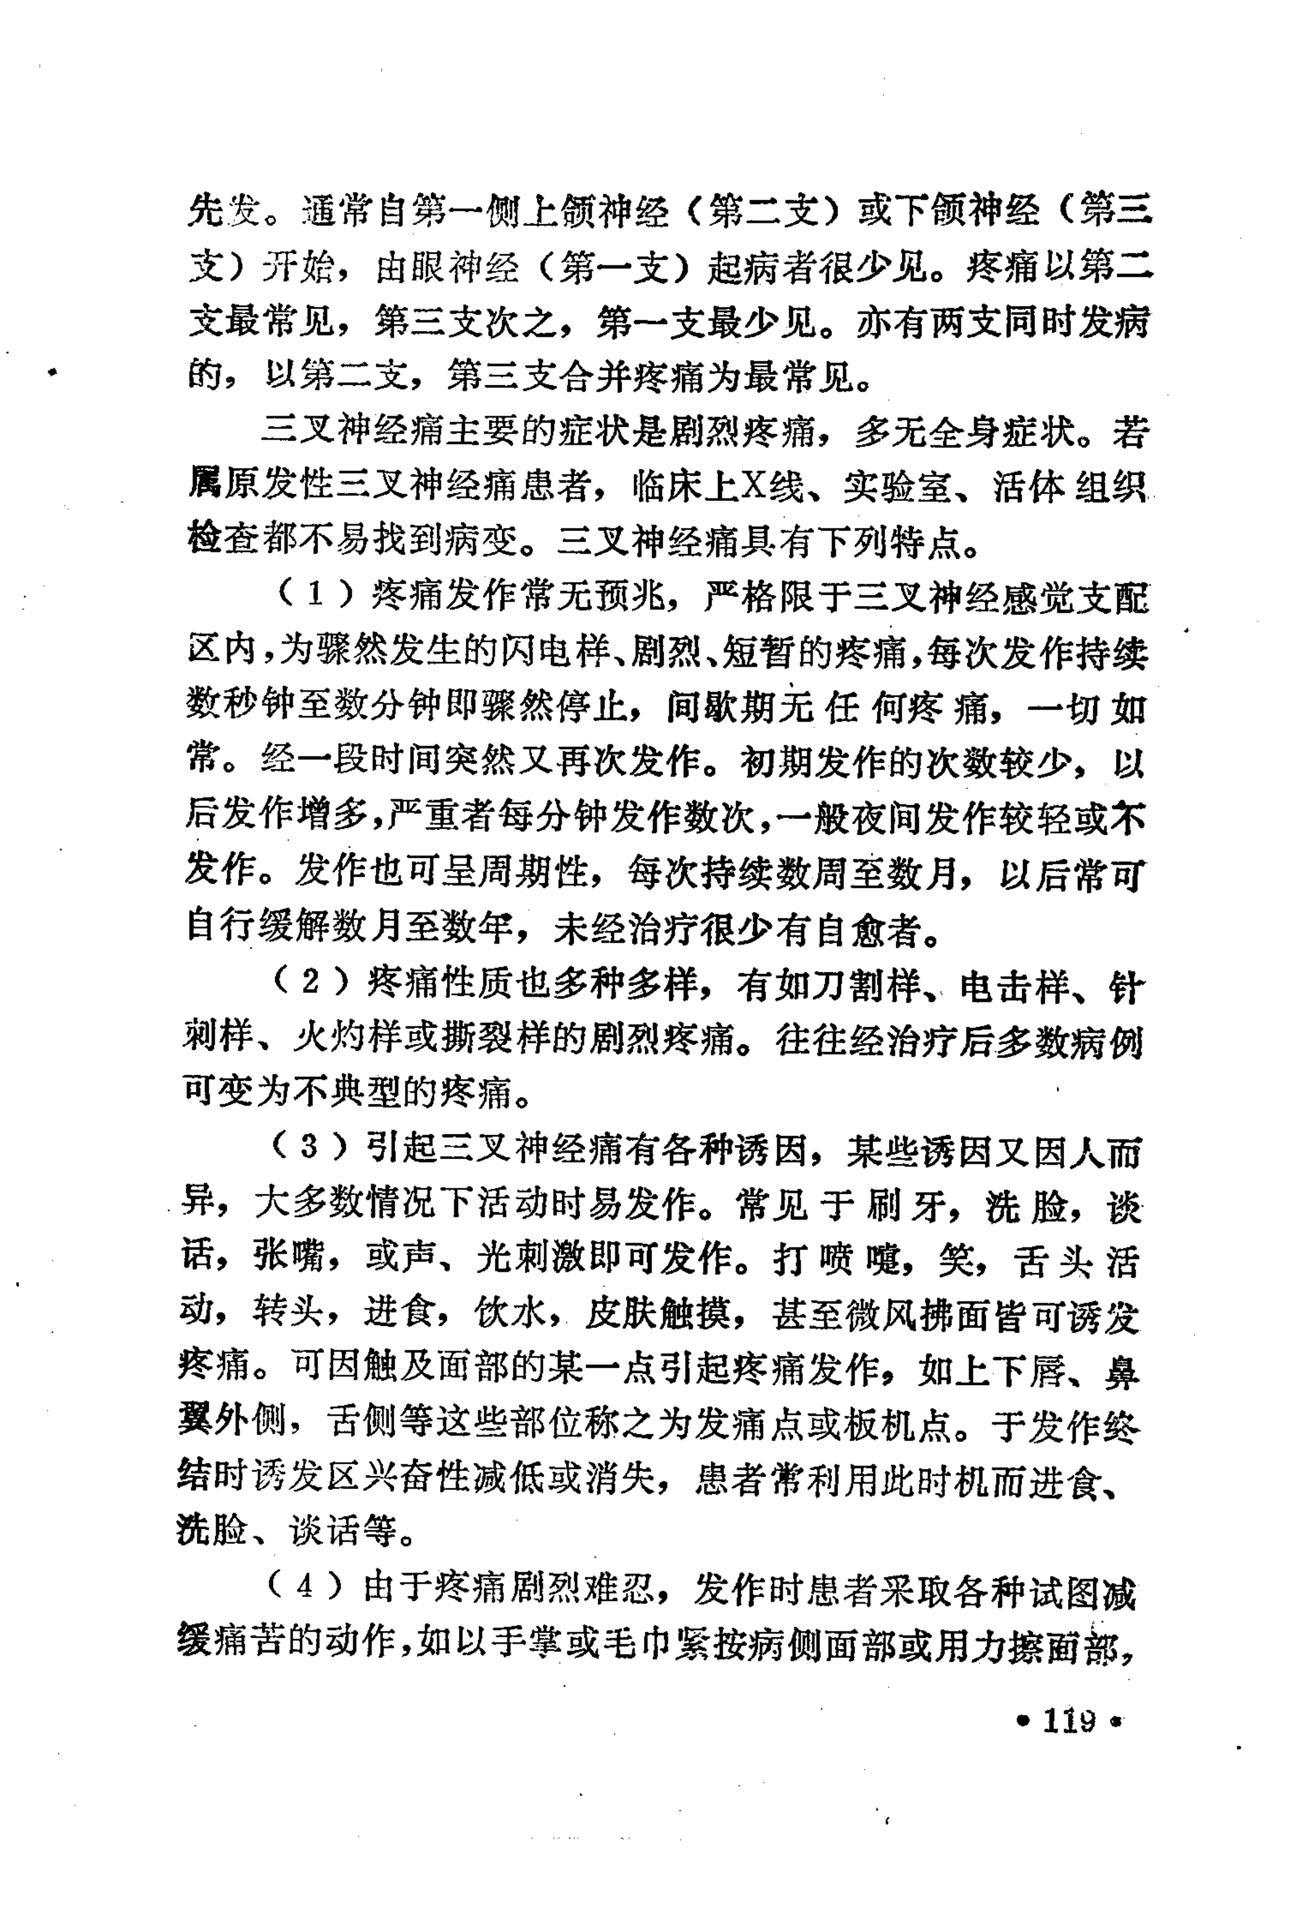 先发。通常自第一侧上颌神经（第二支）或下颌神经（第三
支）开始，由眼神经（第一支）起病者很少见。疼痛以第二
支最常见，第三支次之，第一支最少见。亦有两支同时发病
的，以第二支，第三支合并疼痛为最常见。
三叉神经痛主要的症状是剧烈疼痛，多无全身症状。若
属原发性三叉神经痛患者，临床上X线、实验室、活体组织
检查都不易找到病变。三叉神经痛具有下列特点。
（1）疼痛发作常无预兆，严格限于三叉神经感觉支配
区内，为骤然发生的闪电样、剧烈、短暂的疼痛，每次发作持续
数秒钟至数分钟即骤然停止，间歇期无任何疼痛，一切如
常。经一段时间突然又再次发作。初期发作的次数较少，以
后发作增多，严重者每分钟发作数次，一般夜间发作较轻或不
发作。发作也可呈周期性，每次持续数周至数月，以后常可
自行缓解数月至数年，未经治疗很少有自愈者。
（2）疼痛性质也多种多样，有如刀割样、电击样、针
刺样、火灼样或撕裂样的剧烈疼痛。往往经治疗后多数病例
可变为不典型的疼痛。
（3）引起三叉神经痛有各种诱因，某些诱因又因人而
异，大多数情况下活动时易发作。常见于刷牙，洗脸，谈
话，张嘴，或声、光刺激即可发作。打喷嚏，笑，舌头活
动，转头，进食，饮水，皮肤触摸，甚至微风拂面皆可诱发
疼痛。可因触及面部的某一点引起疼痛发作，如上下唇、鼻
翼外侧，舌侧等这些部位称之为发痛点或板机点。于发作终
结时诱发区兴奋性减低或消失，患者常利用此时机而进食、
洗脸、谈话等。
（4）由于疼痛剧烈难忍，发作时患者采取各种试图减
缓痛苦的动作，如以手掌或毛巾紧按病侧面部或用力擦面部，
• 119 •